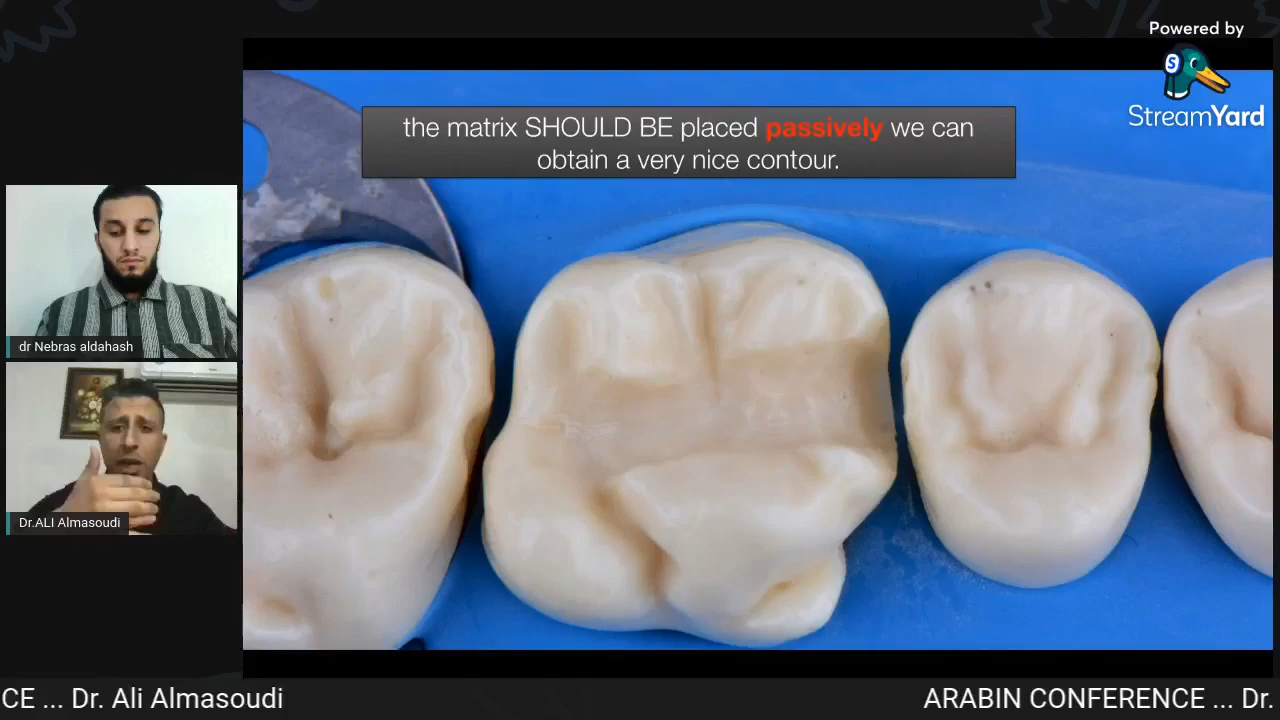 Powered by
StreamYard
the matrix SHOULD BE placed passively we can
obtain a very nice contour.
dr Nebras aldahash
Dr.ALI Almasoudi
CE ... Dr. Ali Almasoudi
ARABIN CONFERENCE ... Dr.